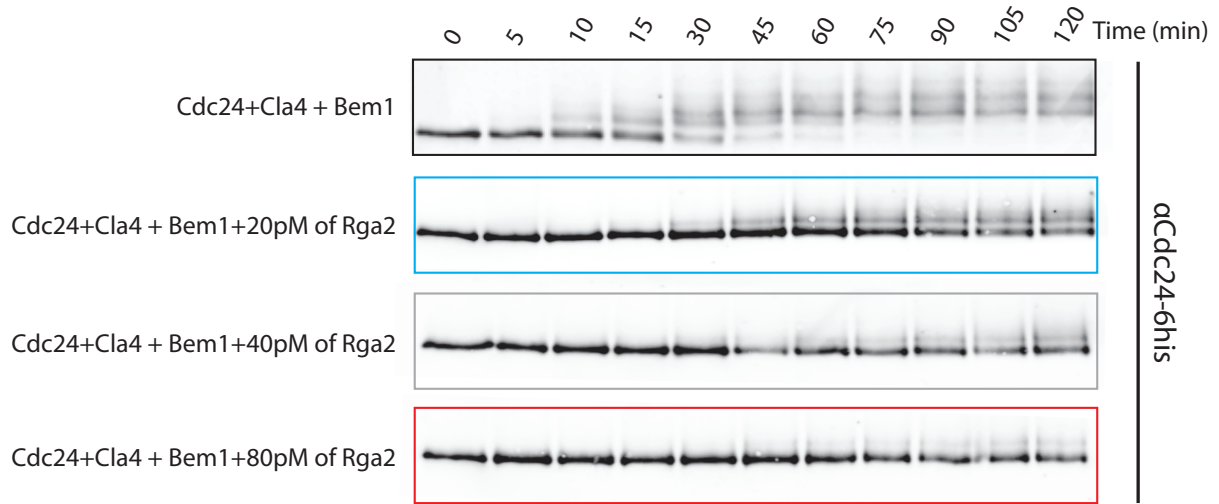 0 5 10 15 30 45 60 75 90 105 120 Time (min)
Cdc24+Cla4 + Bem1
Cdc24+Cla4 + Bem1+20pM of Rga2
Cdc24+Cla4 + Bem1+40pM of Rga2
Cdc24+Cla4 + Bem1+80pM of Rga2
αCdc24-6his